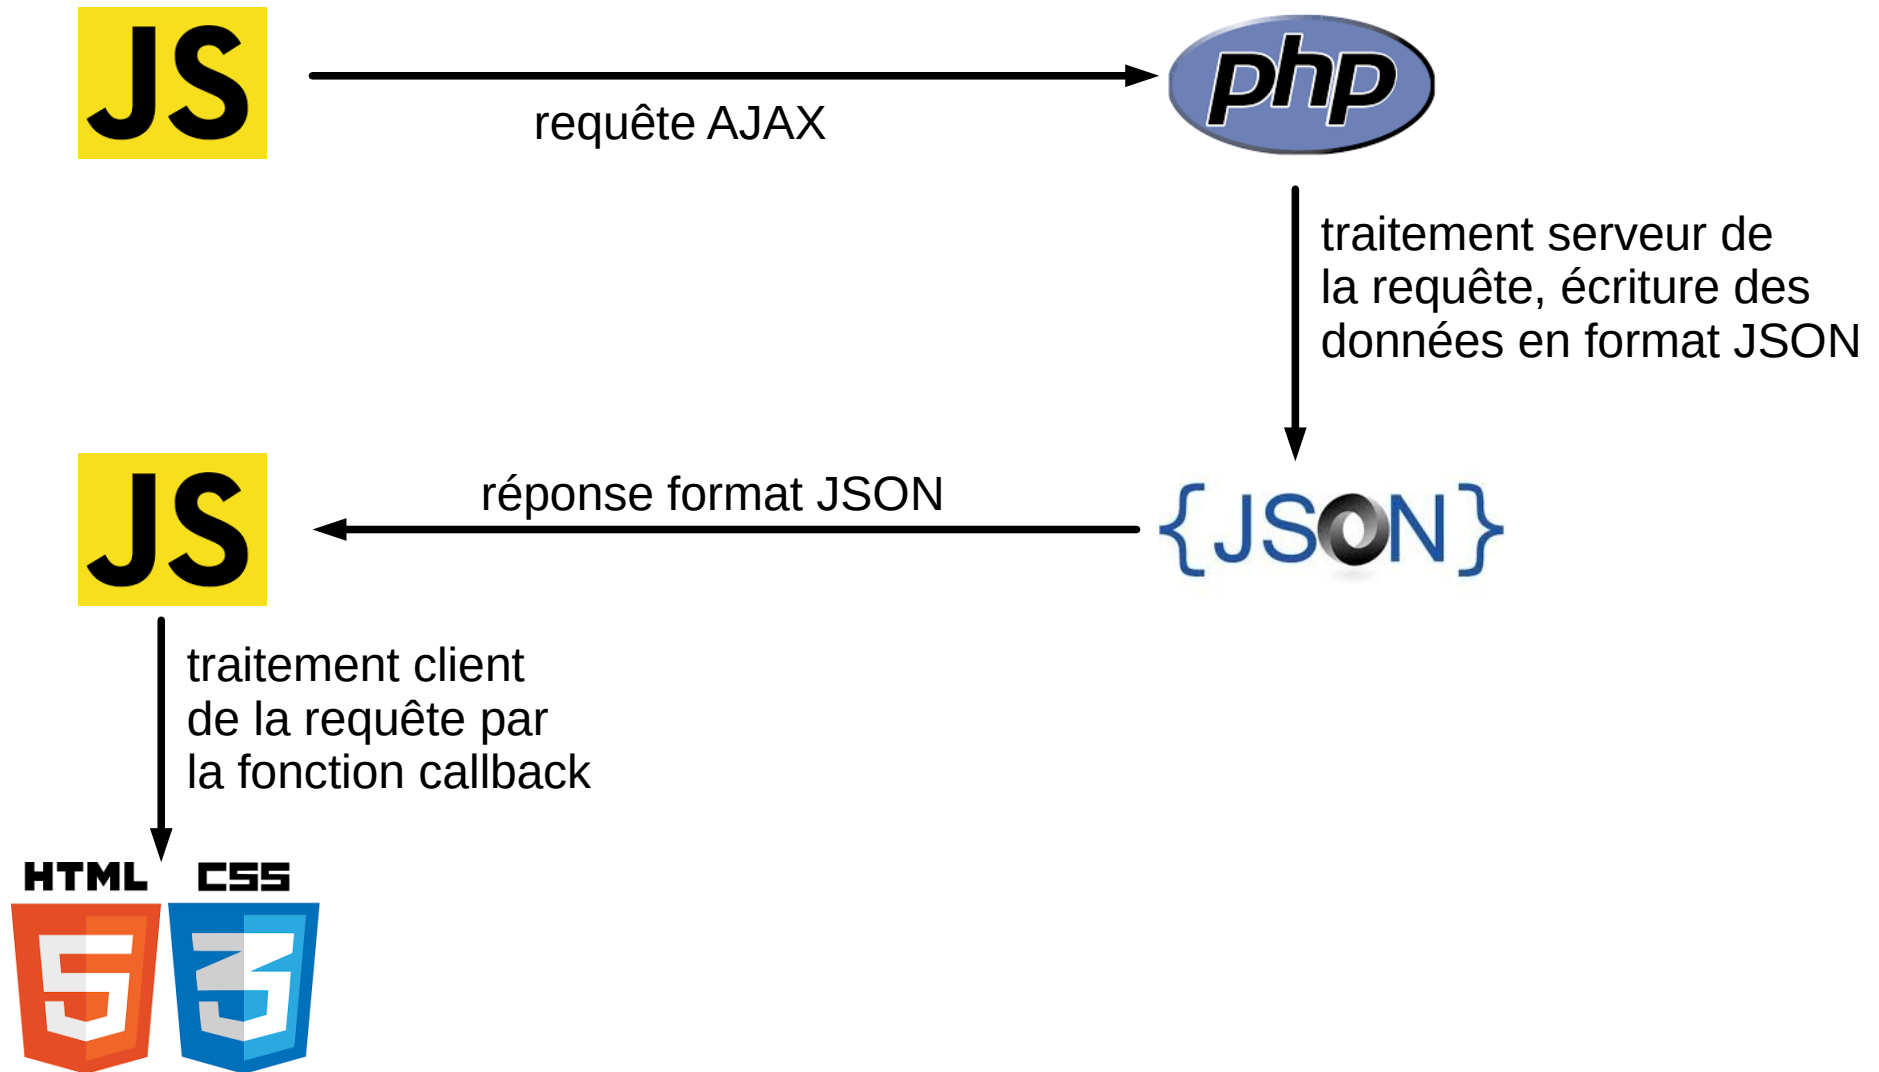 JS
php
requête AJAX
traitement serveur de
la requête, écriture des
données en format JSON
JS
réponse format JSON
{JSON}
traitement client
de la requête par
la fonction callback
HTML CSS
5 3